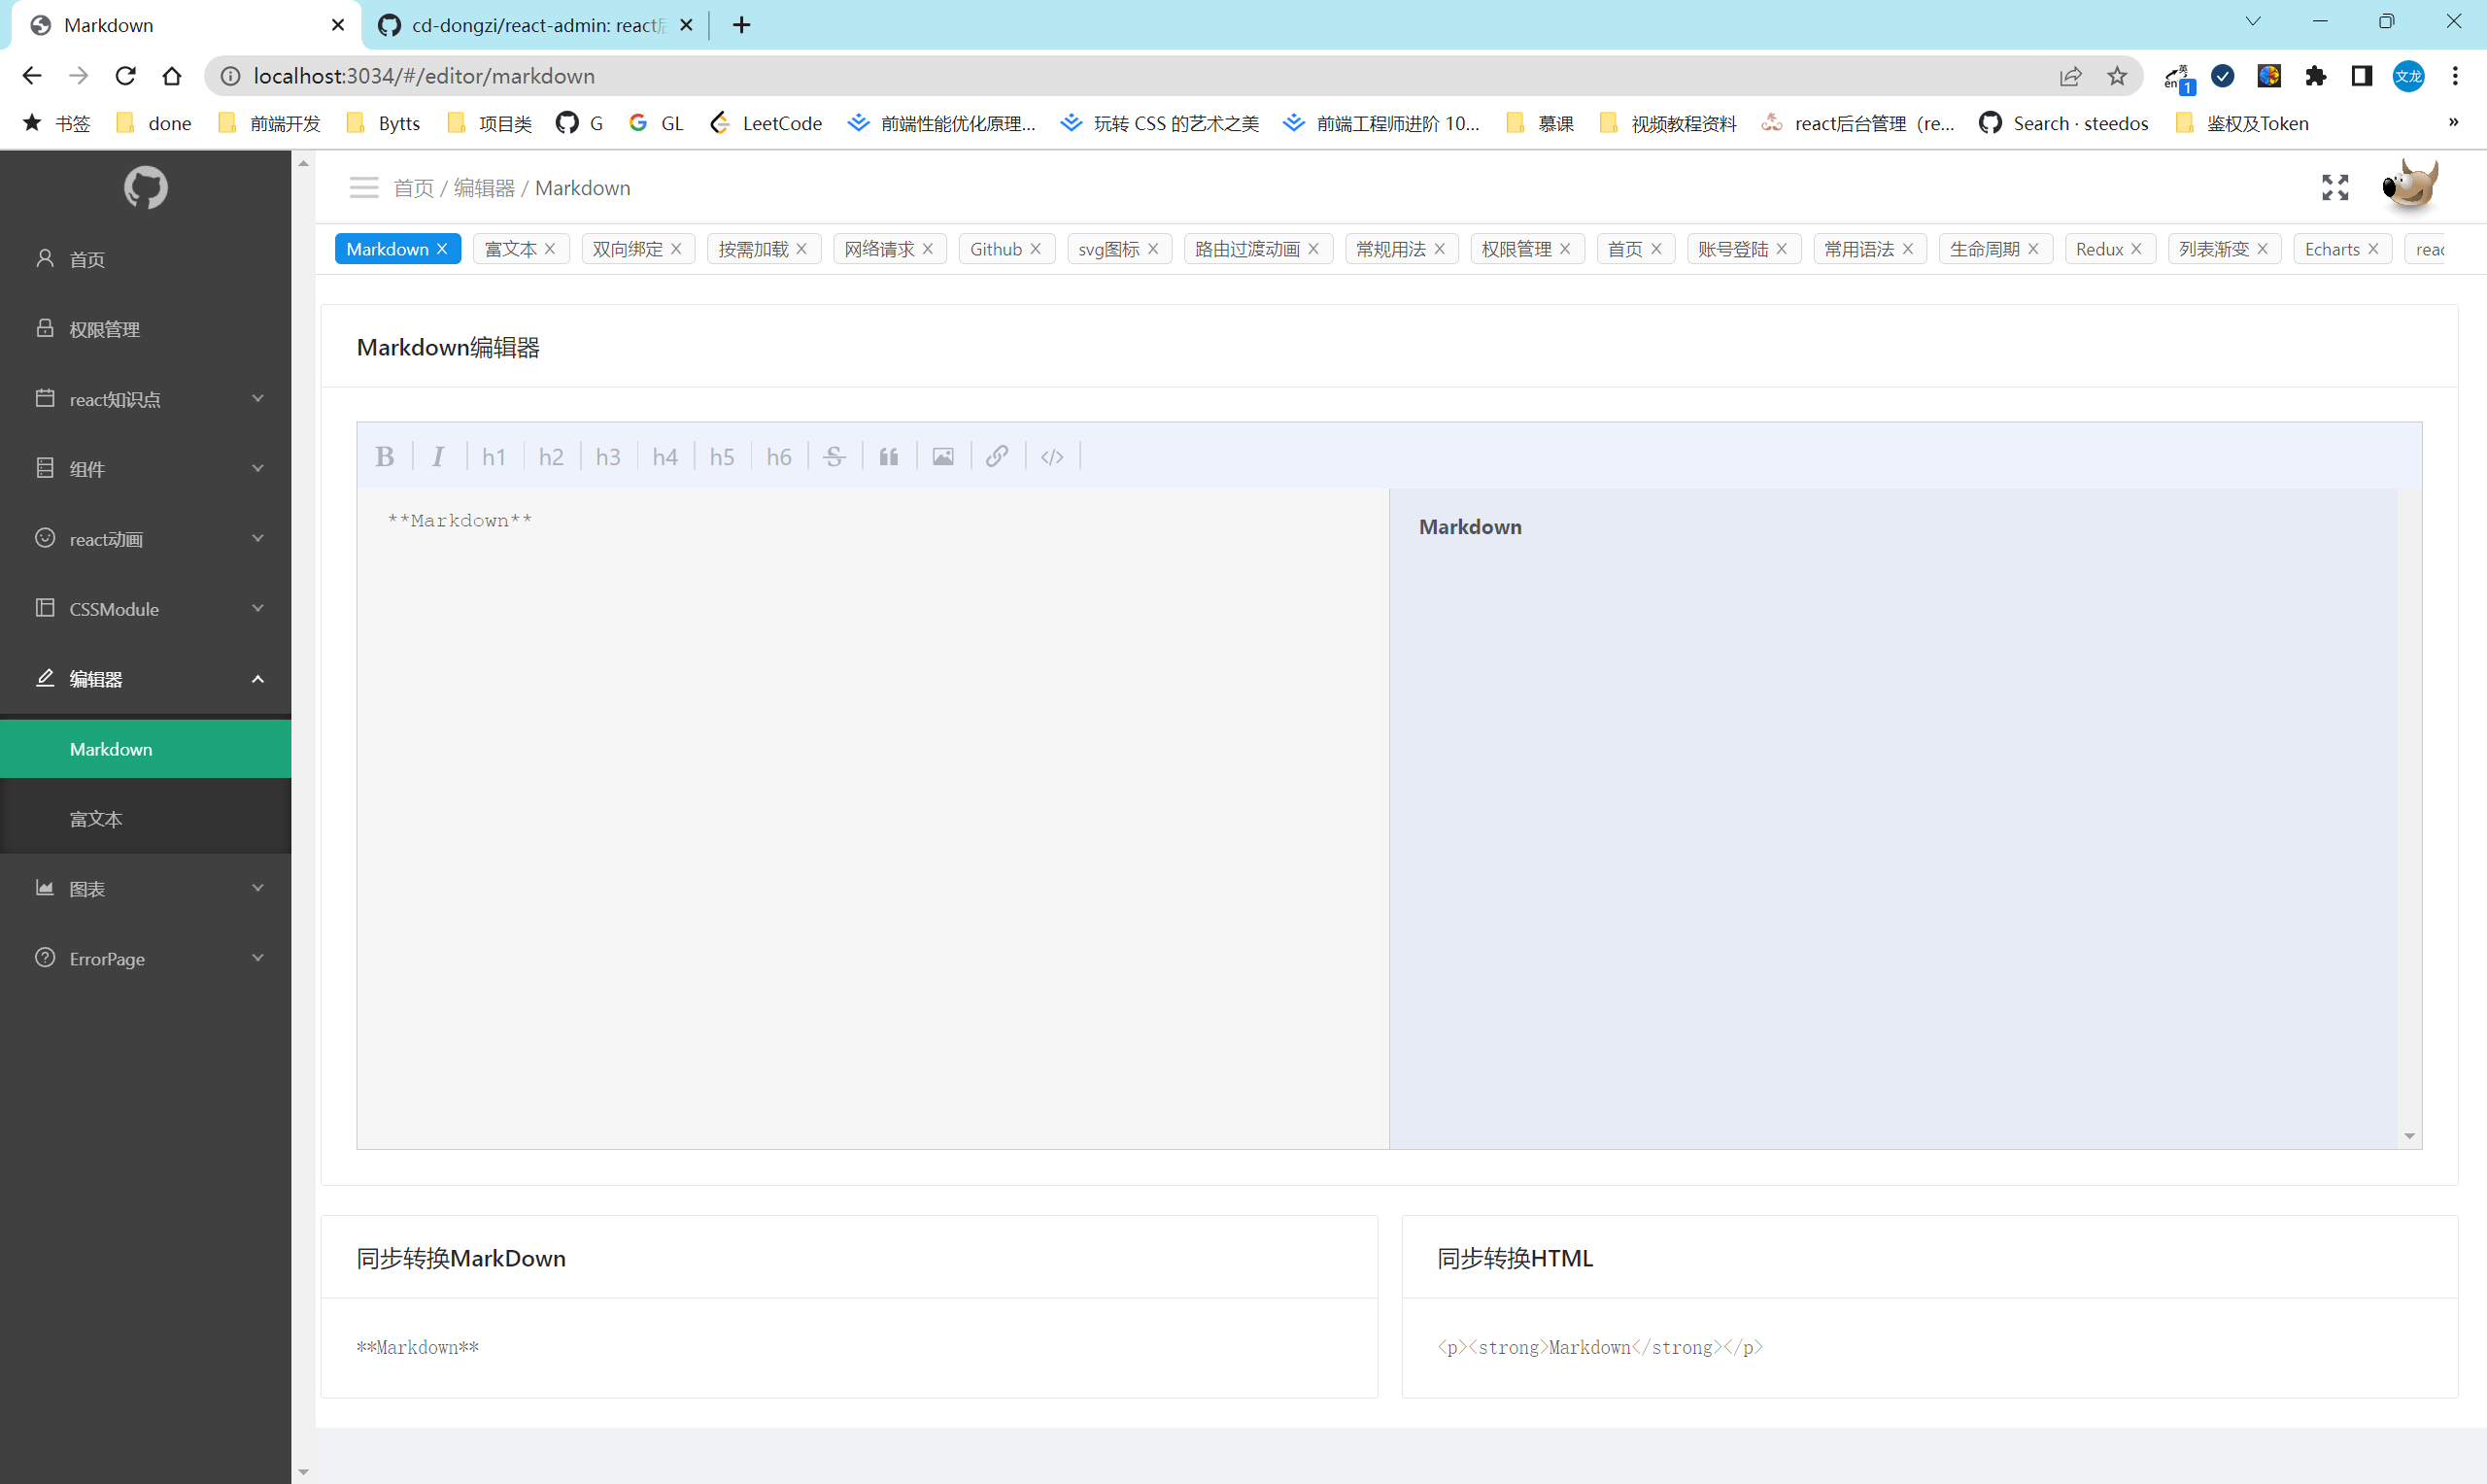 Markdown
cd-dongzi/react-admin: react后
localhost:3034/#/editor/markdown
英
en
1
文龙
书签 done 前端开发 Bytts 项目类 G GL LeetCode 前端性能优化原理... 玩转 CSS 的艺术之美 前端工程师进阶 10... 慕课 视频教程资料 react后台管理（re... Search · steedos 鉴权及Token »
首页 / 编辑器 / Markdown
Markdown 富文本 双向绑定 按需加载 网络请求 Github svg图标 路由过渡动画 常规用法 权限管理 首页 账号登陆 常用语法 生命周期 Redux 列表渐变 Echarts reac
首页
权限管理
react知识点
组件
react动画
CSSModule
编辑器
Markdown
富文本
图表
ErrorPage
Markdown编辑器
B I h1 h2 h3 h4 h5 h6 S “ </>
**Markdown**
Markdown
同步转换MarkDown
**Markdown**
同步转换HTML
<p><strong>Markdown</strong></p>